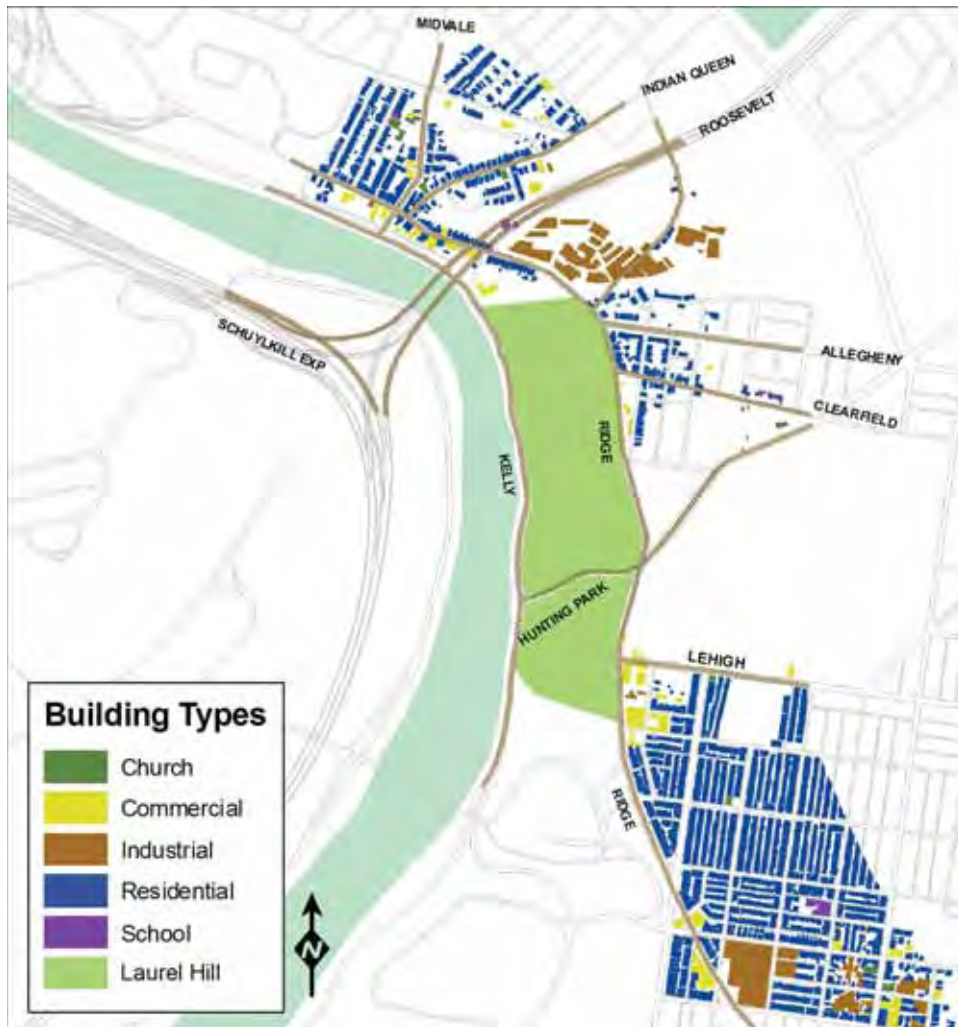 MIDVALE
INDIAN QUEEN
ROOSEVELT
SCHUYLKILL EXP
ALLEGHENY
CLEARFIELD
KELLY
RIDGE
HUNTING PARK
LEHIGH
RIDGE
Building Types
Church
Commercial
Industrial
Residential
School
Laurel Hill
N